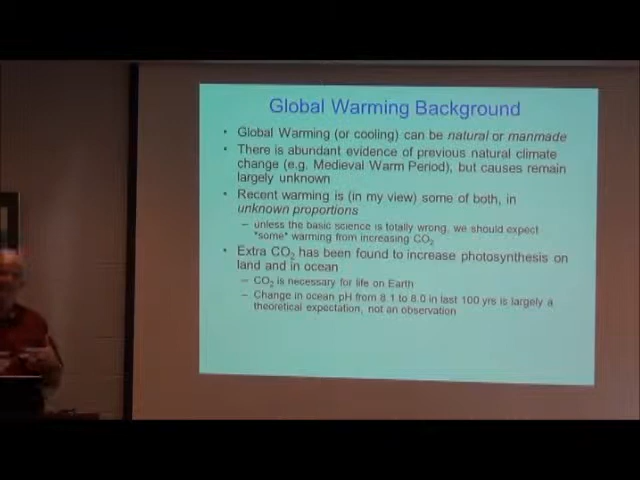 Global Warming Background
• Global Warming (or cooling) can be natural or manmade
• There is abundant evidence of previous natural climate
change (e.g. Medieval Warm Period), but causes remain
largely unknown
• Recent warming is (in my view) some of both, in
unknown proportions
– unless the basic science is totally wrong, we should expect
*some* warming from increasing CO2
• Extra CO2 has been found to increase photosynthesis on
land and in ocean
– CO2 is necessary for life on Earth
– Change in ocean pH from 8.1 to 8.0 in last 100 yrs is largely a
theoretical expectation, not an observation